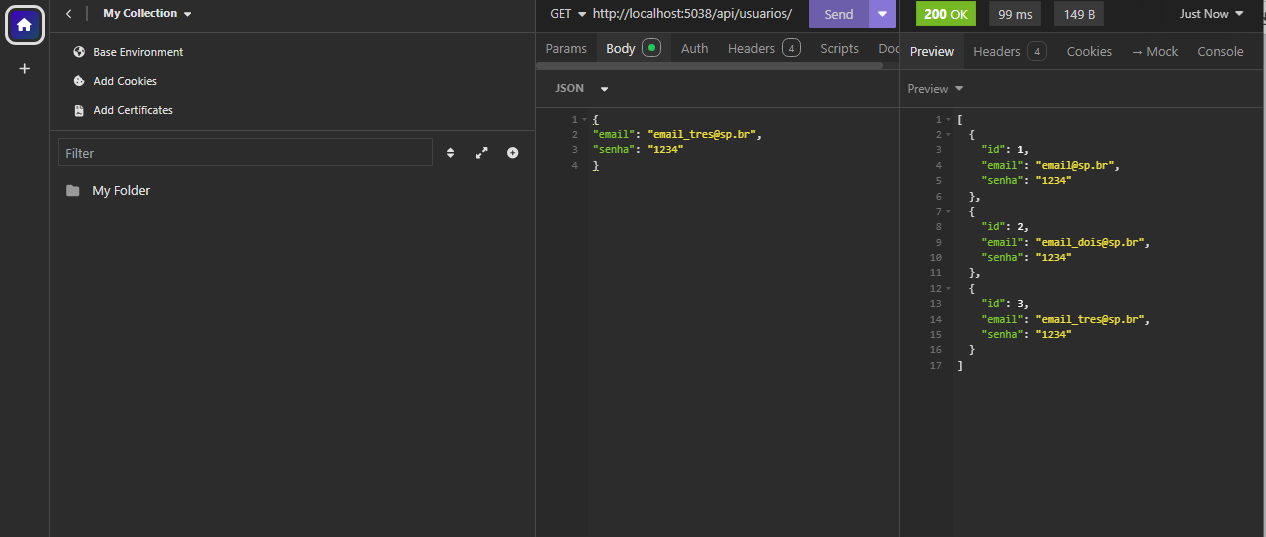 My Collection
Base Environment
Add Cookies
Add Certificates
Filter
My Folder
GET http://localhost:5038/api/usuarios/ Send
Params Body Auth Headers 4 Scripts
JSON
1 {
2 "email": "email_tres@sp.br",
3 "senha": "1234"
4 }
200 OK 99 ms 149 B Just Now
Preview Headers 4 Cookies → Mock Console
Preview
1 [
2 {
3 "id": 1,
4 "email": "email@sp.br",
5 "senha": "1234"
6 },
7 {
8 "id": 2,
9 "email": "email_dois@sp.br",
10 "senha": "1234"
11 },
12 {
13 "id": 3,
14 "email": "email_tres@sp.br",
15 "senha": "1234"
16 }
17 ]